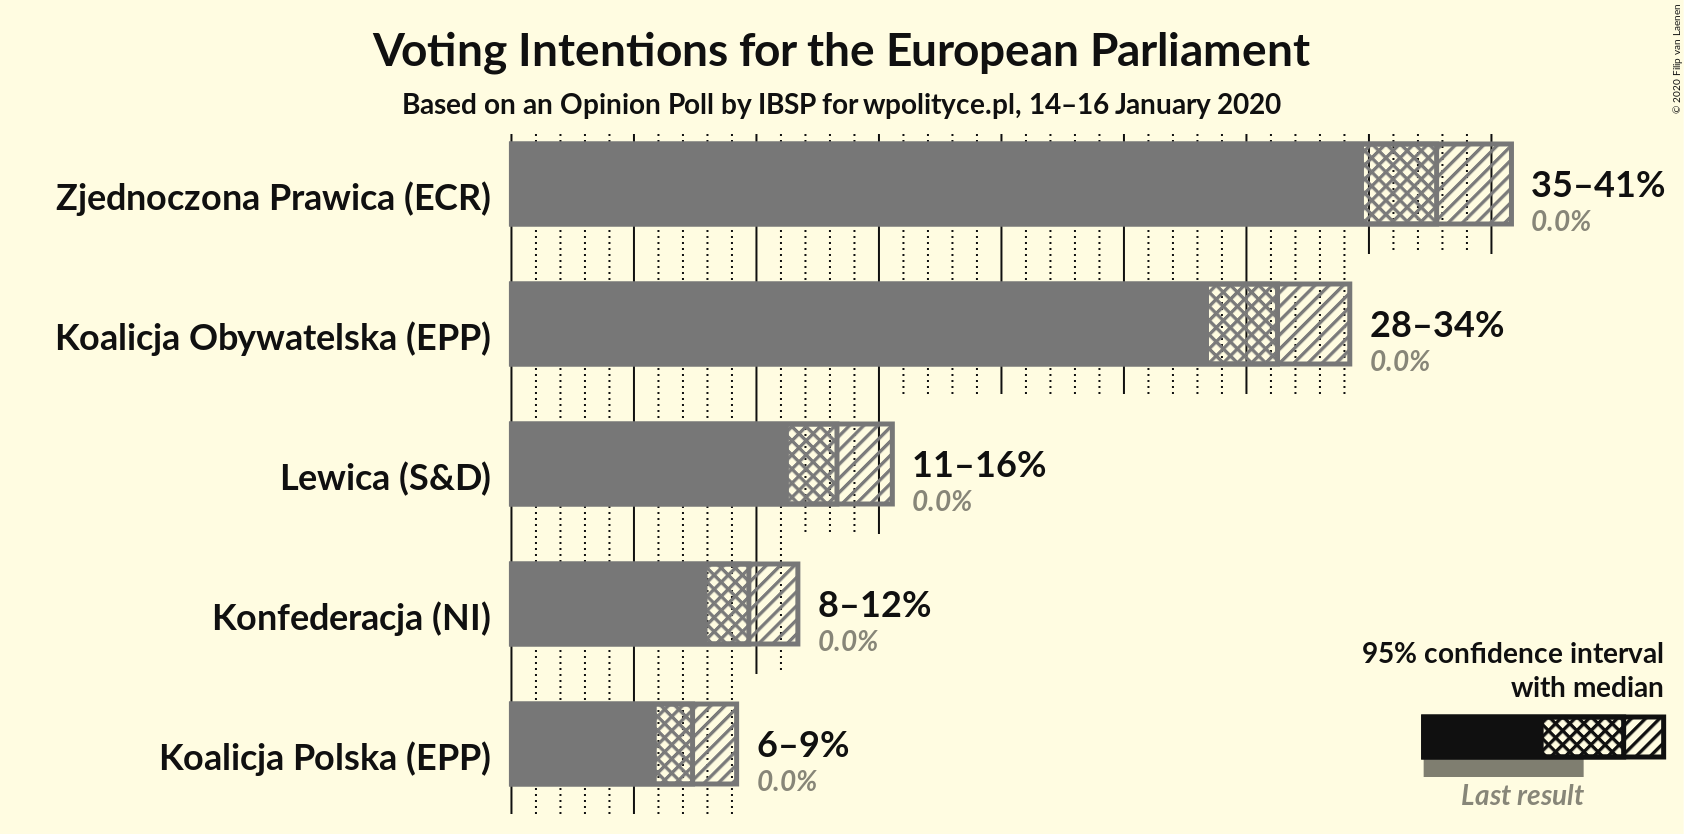 Voting Intentions for the European Parliament
Based on an Opinion Poll by IBSP for wpolityce.pl, 14–16 January 2020
© 2020 Filip van Laenen
Zjednoczona Prawica (ECR)
35–41%
0.0%
Koalicja Obywatelska (EPP)
28–34%
0.0%
Lewica (S&D)
11–16%
0.0%
Konfederacja (NI)
8–12%
0.0%
Koalicja Polska (EPP)
6–9%
0.0%
95% confidence interval
with median
Last result